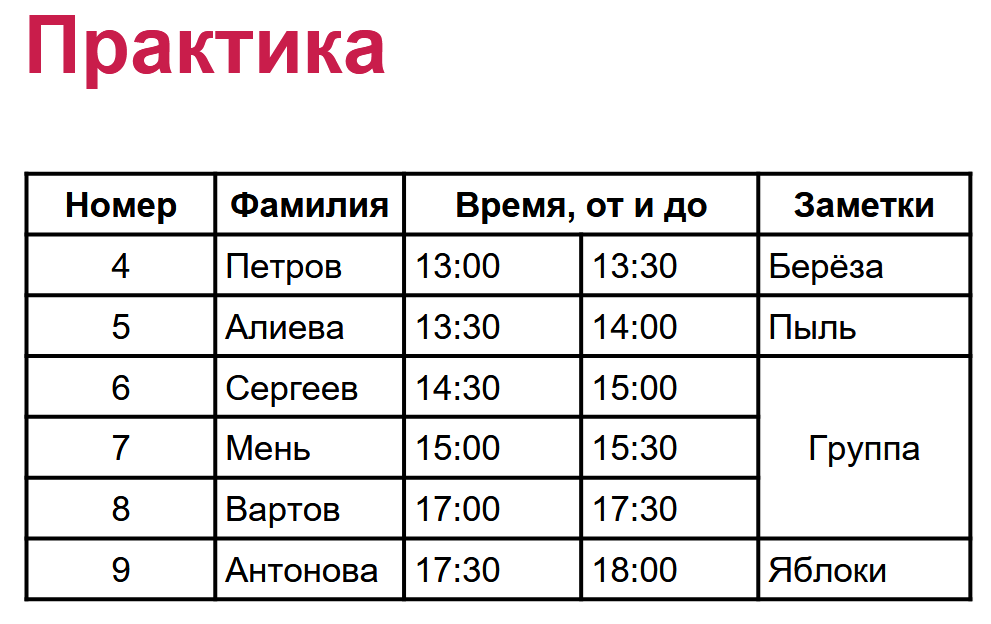 Практика
Номер Фамилия Время, от и до Заметки
4 Петров 13:00 13:30 Берёза
5 Алиева 13:30 14:00 Пыль
6 Сергеев 14:30 15:00
7 Мень 15:00 15:30 Группа
8 Вартов 17:00 17:30
9 Антонова 17:30 18:00 Яблоки